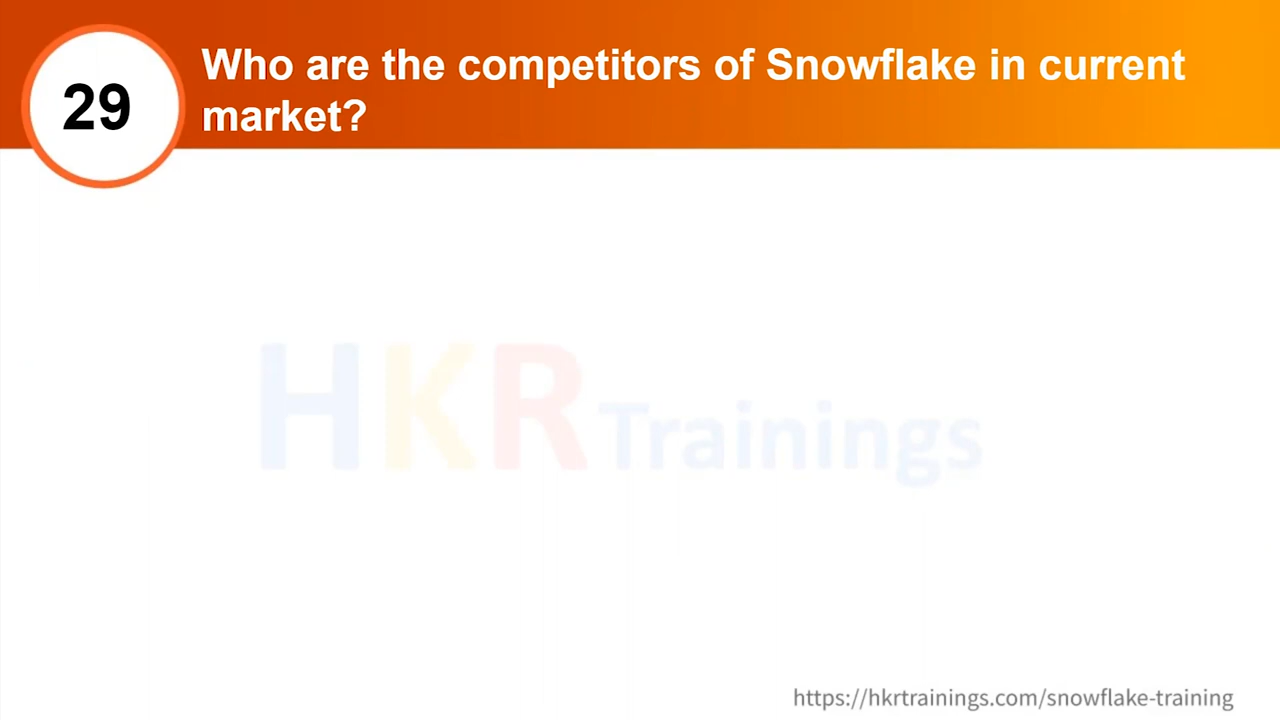 29
Who are the competitors of Snowflake in current
market?
HKR Trainings
https://hkrtrainings.com/snowflake-training